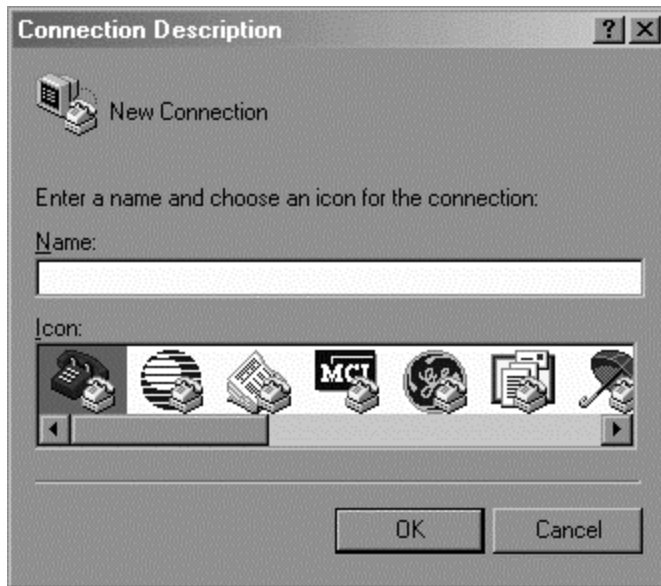 Connection Description
New Connection
Enter a name and choose an icon for the connection:
Name:
Icon:
MCI
OK Cancel